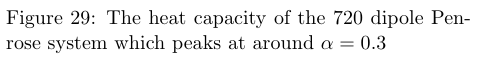 Figure 29: The heat capacity of the 720 dipole Pen-
rose system which peaks at around α = 0.3